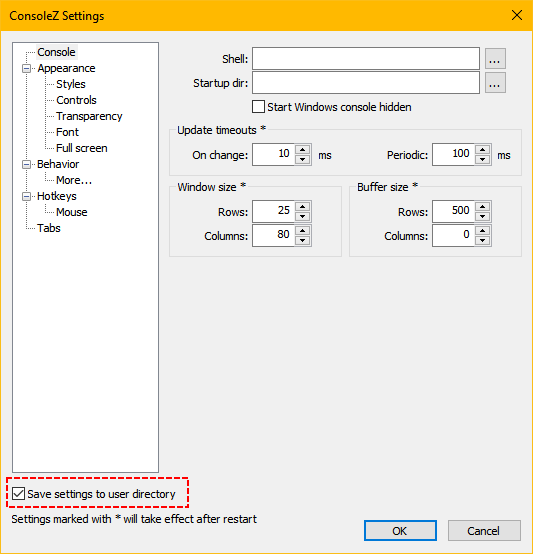 ConsoleZ Settings
Console
Appearance
Styles
Controls
Transparency
Font
Full screen
Behavior
More...
Hotkeys
Mouse
Tabs
Shell: ...
Startup dir: ...
Start Windows console hidden
Update timeouts *
On change: 10 ms Periodic: 100 ms
Window size * Buffer size *
Rows: 25 Rows: 500
Columns: 80 Columns: 0
Save settings to user directory
Settings marked with * will take effect after restart
OK Cancel